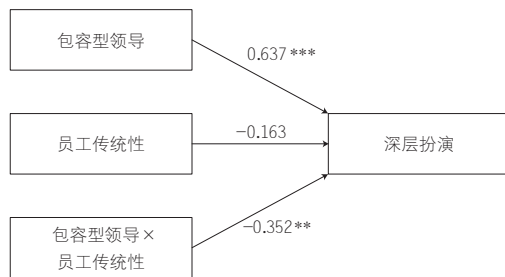 包容型领导
0.637 ***
员工传统性
−0.163
深层扮演
包容型领导×
员工传统性
−0.352 **